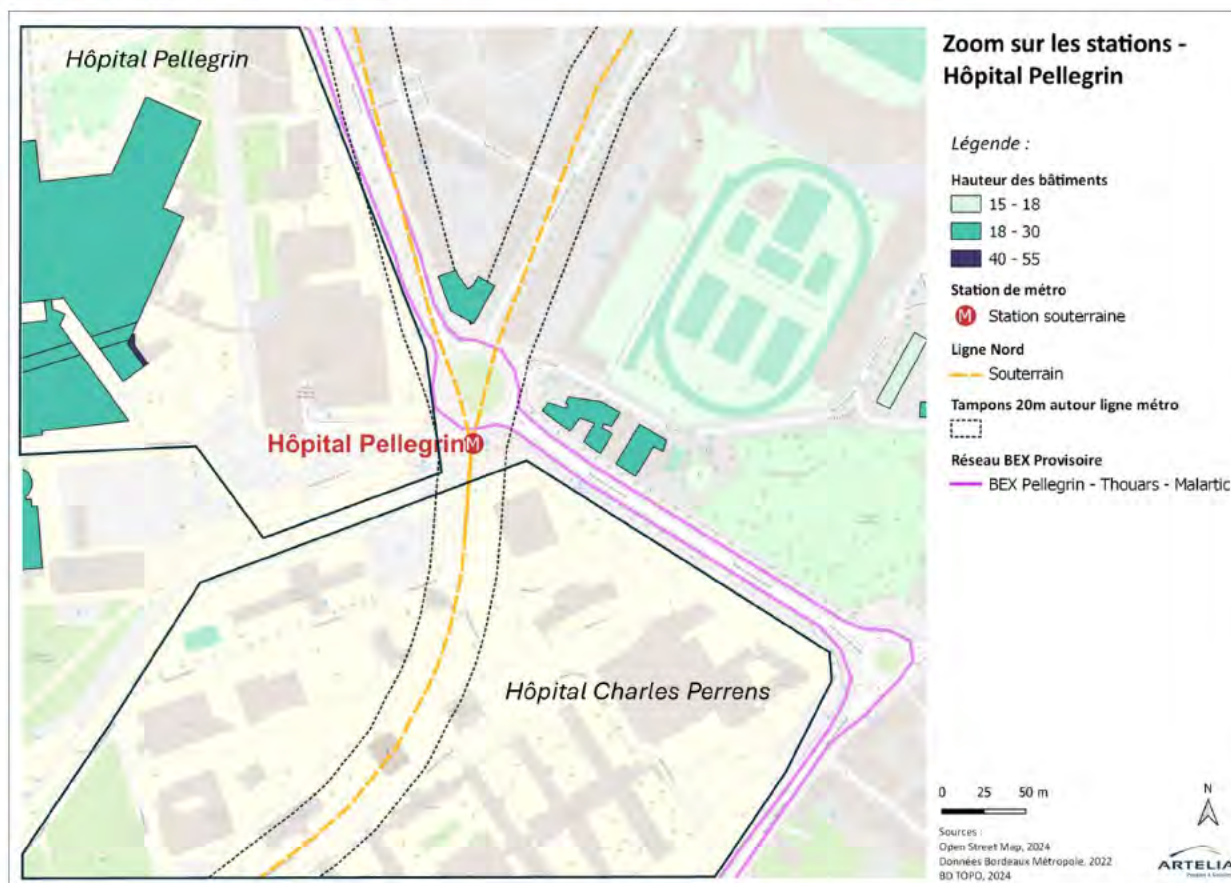 Hôpital Pellegrin
Hôpital Pellegrin
M
Hôpital Charles Perrens
Zoom sur les stations -
Hôpital Pellegrin
Légende :
Hauteur des bâtiments
15 - 18
18 - 30
40 - 55
Station de métro
M Station souterraine
Ligne Nord
Souterrain
Tampons 20m autour ligne métro
Réseau BEX Provisoire
BEX Pellegrin - Thouars - Malartic
0 25 50 m
N
Sources :
Open Street Map, 2024
Données Bordeaux Métropole, 2022
BD TOPO, 2024
ARTELIA